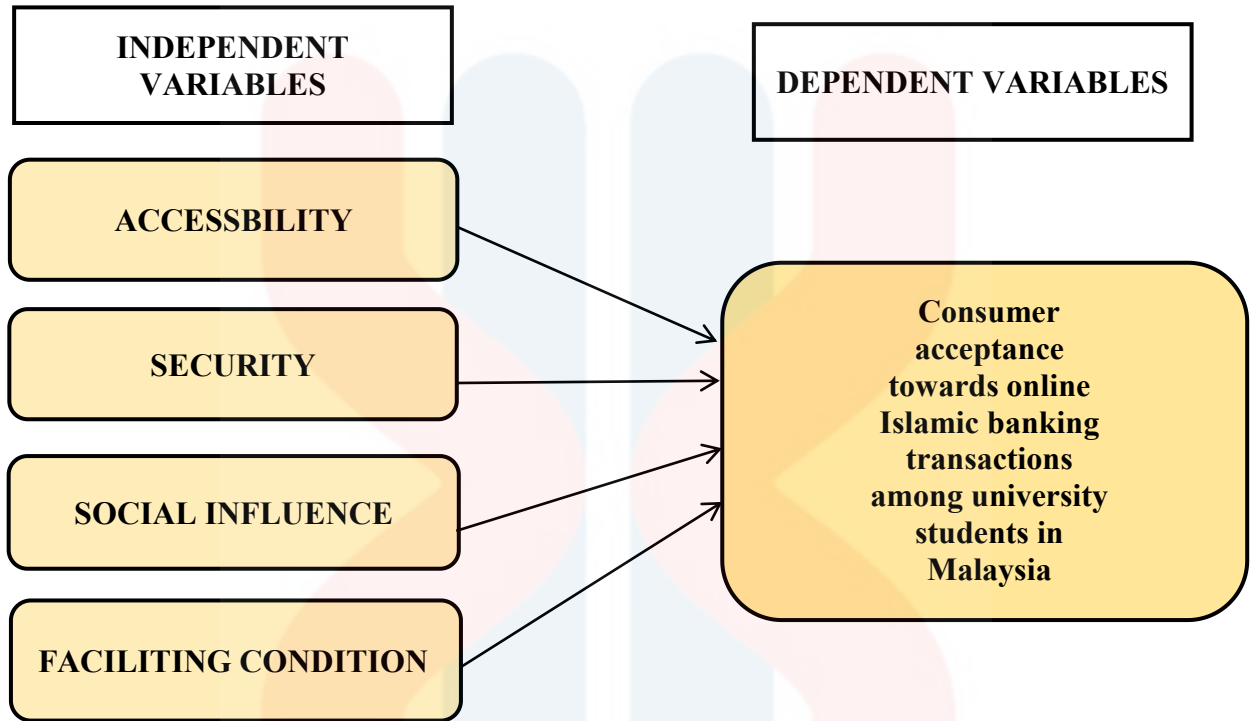 INDEPENDENT
VARIABLES
DEPENDENT VARIABLES
ACCESSBILITY
SECURITY
SOCIAL INFLUENCE
FACILITING CONDITION
Consumer
acceptance
towards online
Islamic banking
transactions
among university
students in
Malaysia